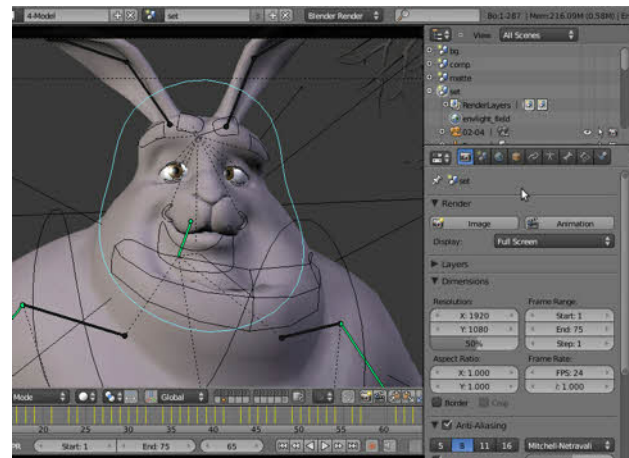 4-Model
set
Blender Render
Bo:1-287 | Mem:216.09M (0.58M) | En
View
All Scenes
bg
comp
matte
set
RenderLayers
envlight_field
02-04
set
Render
Image
Animation
Display:
Full Screen
Layers
Dimensions
Resolution:
Frame Range:
X: 1920
Start: 1
Y: 1080
End: 75
50%
Step: 1
Aspect Ratio:
Frame Rate:
X: 1.000
FPS: 24
Y: 1.000
/: 1.000
Border
Crop
Anti-Aliasing
5
8
11
16
Mitchell-Netravali
Mode
Global
20
25
30
35
40
45
50
55
60
PR
Start: 1
End: 75
65